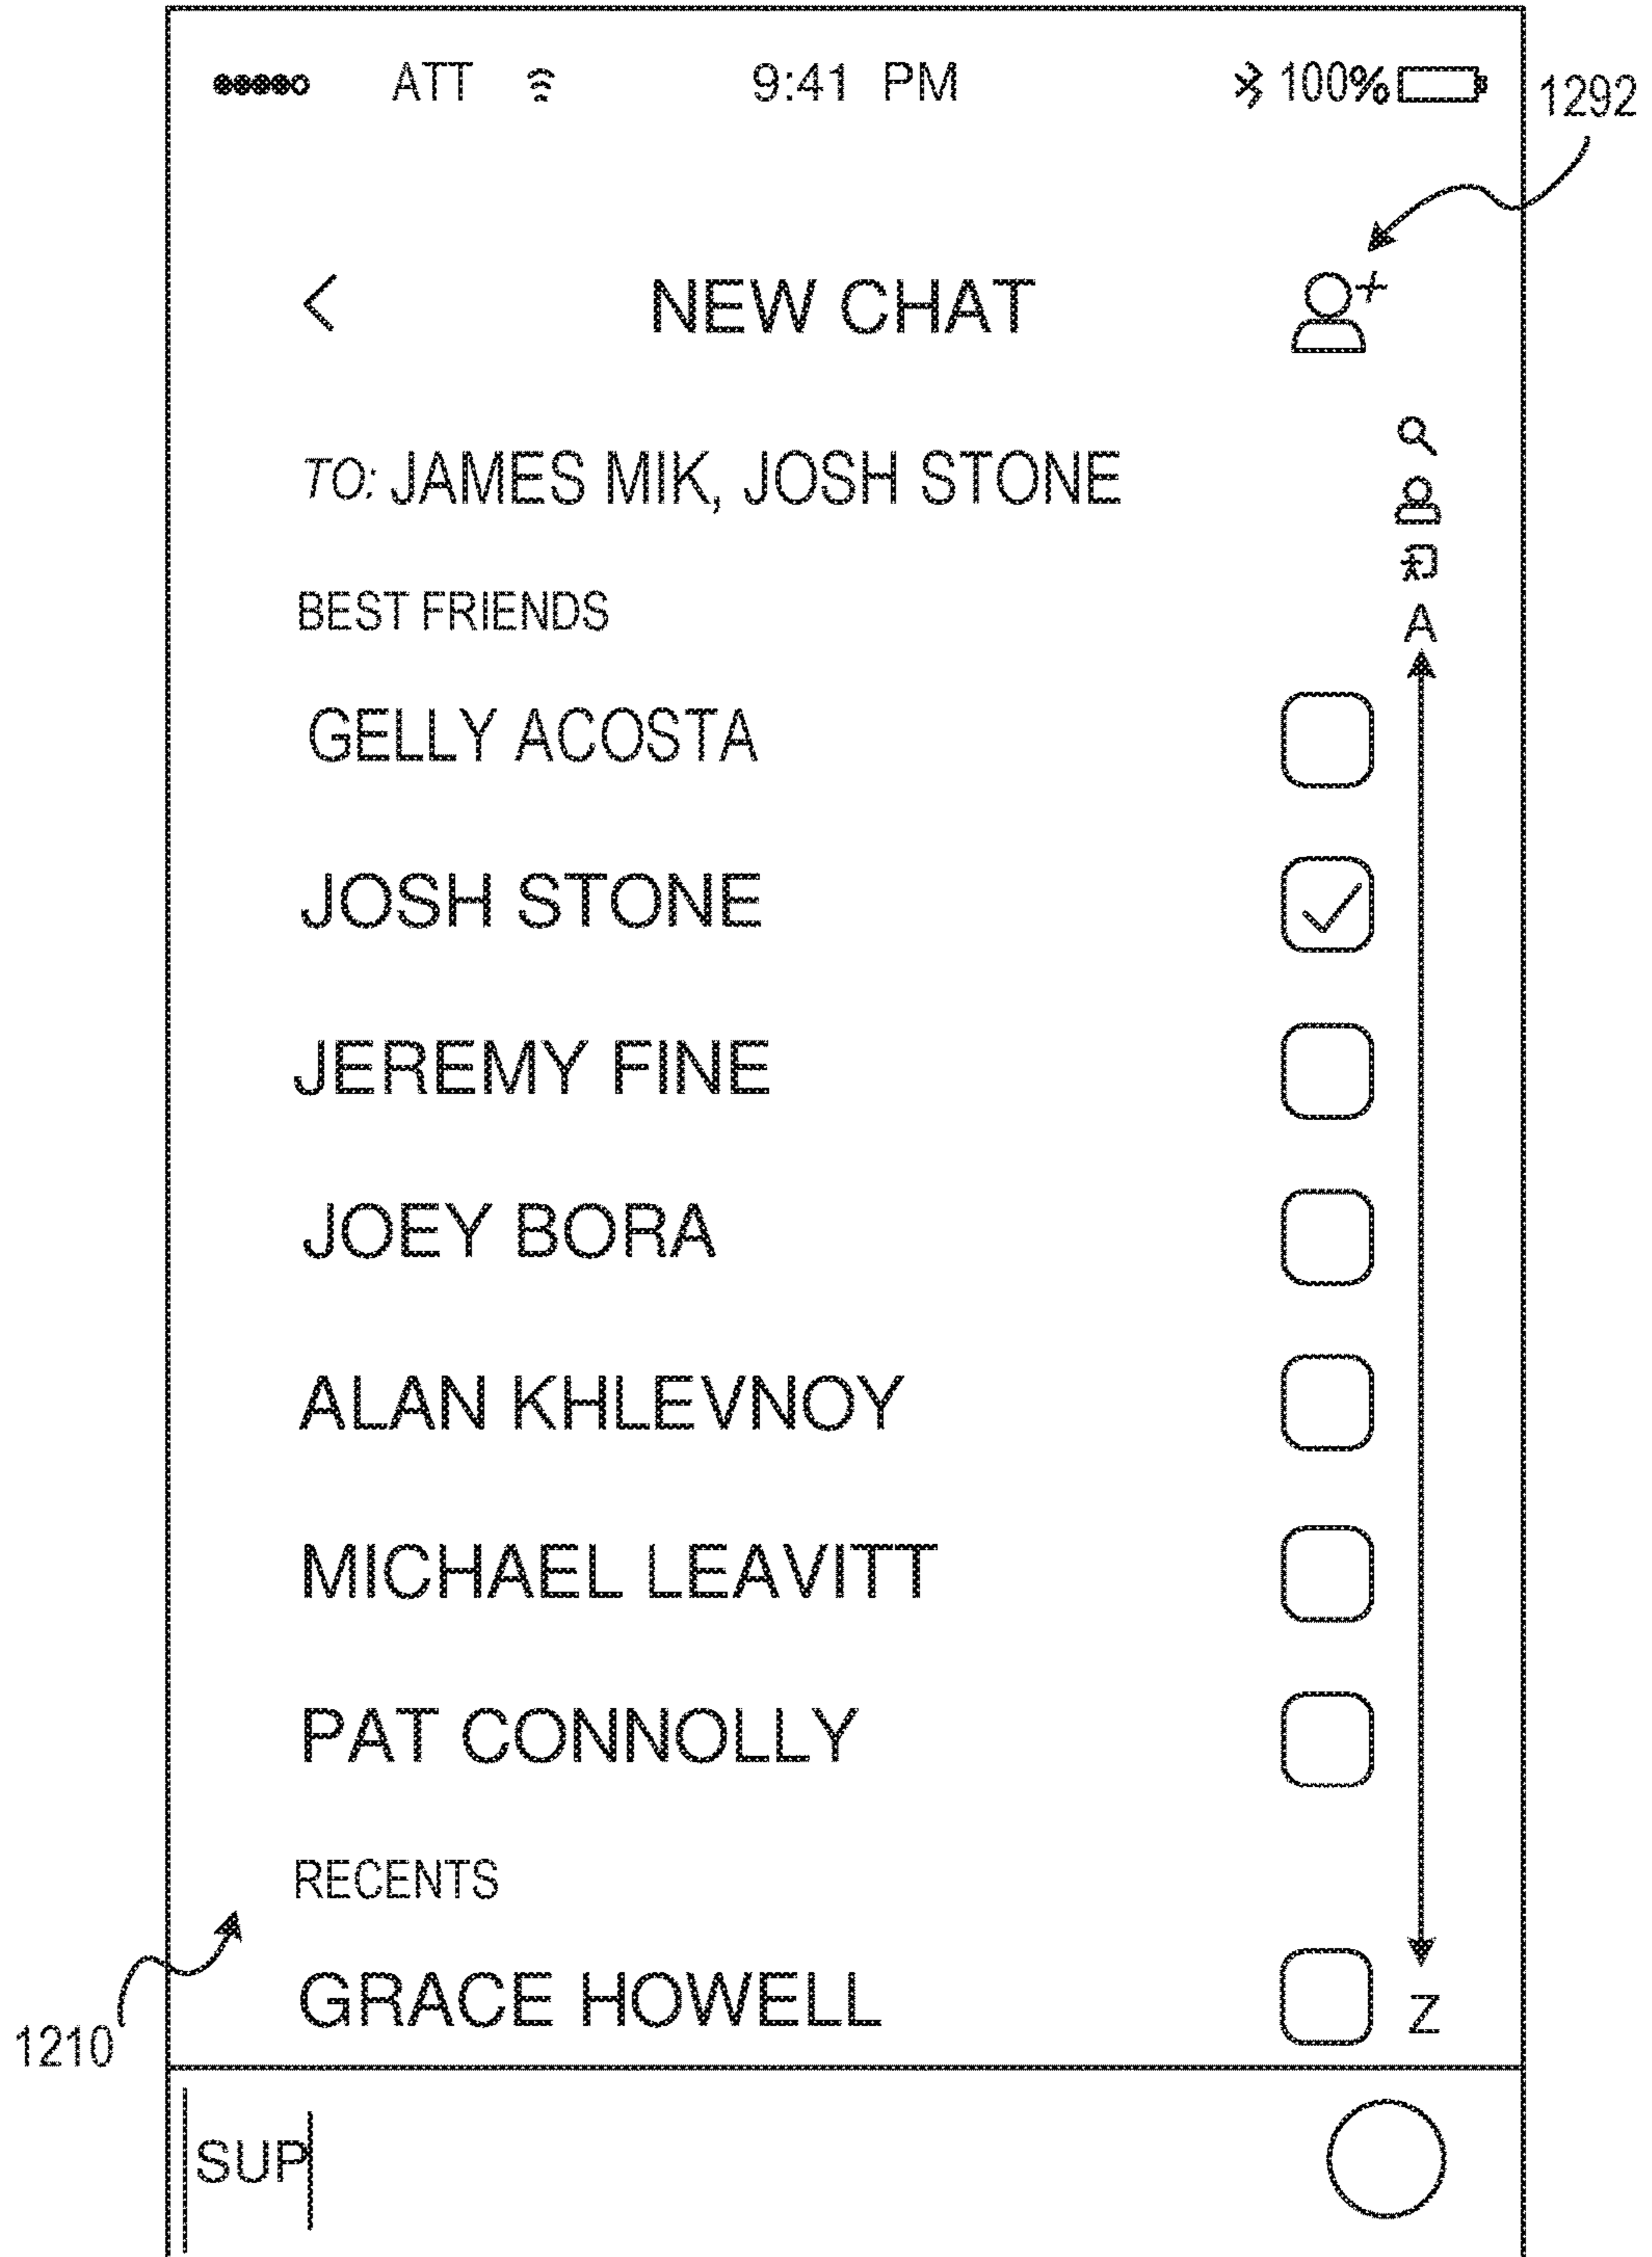 ATT 9:41 PM 100%
1292
NEW CHAT
TO: JAMES MIK, JOSH STONE
BEST FRIENDS
A
GELLY ACOSTA
JOSH STONE
JEREMY FINE
JOEY BORA
ALAN KHLEVNOY
MICHAEL LEAVITT
PAT CONNOLLY
RECENTS
GRACE HOWELL
Z
1210
SUP